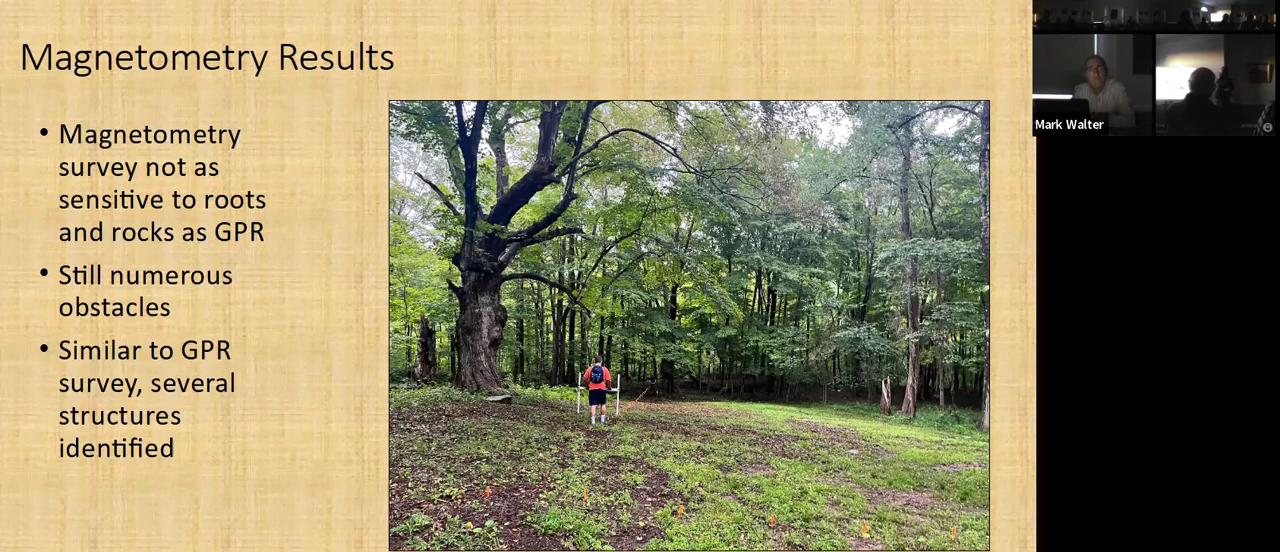 Magnetometry Results
• Magnetometry
survey not as
sensitive to roots
and rocks as GPR
• Still numerous
obstacles
• Similar to GPR
survey, several
structures
identified
Mark Walter